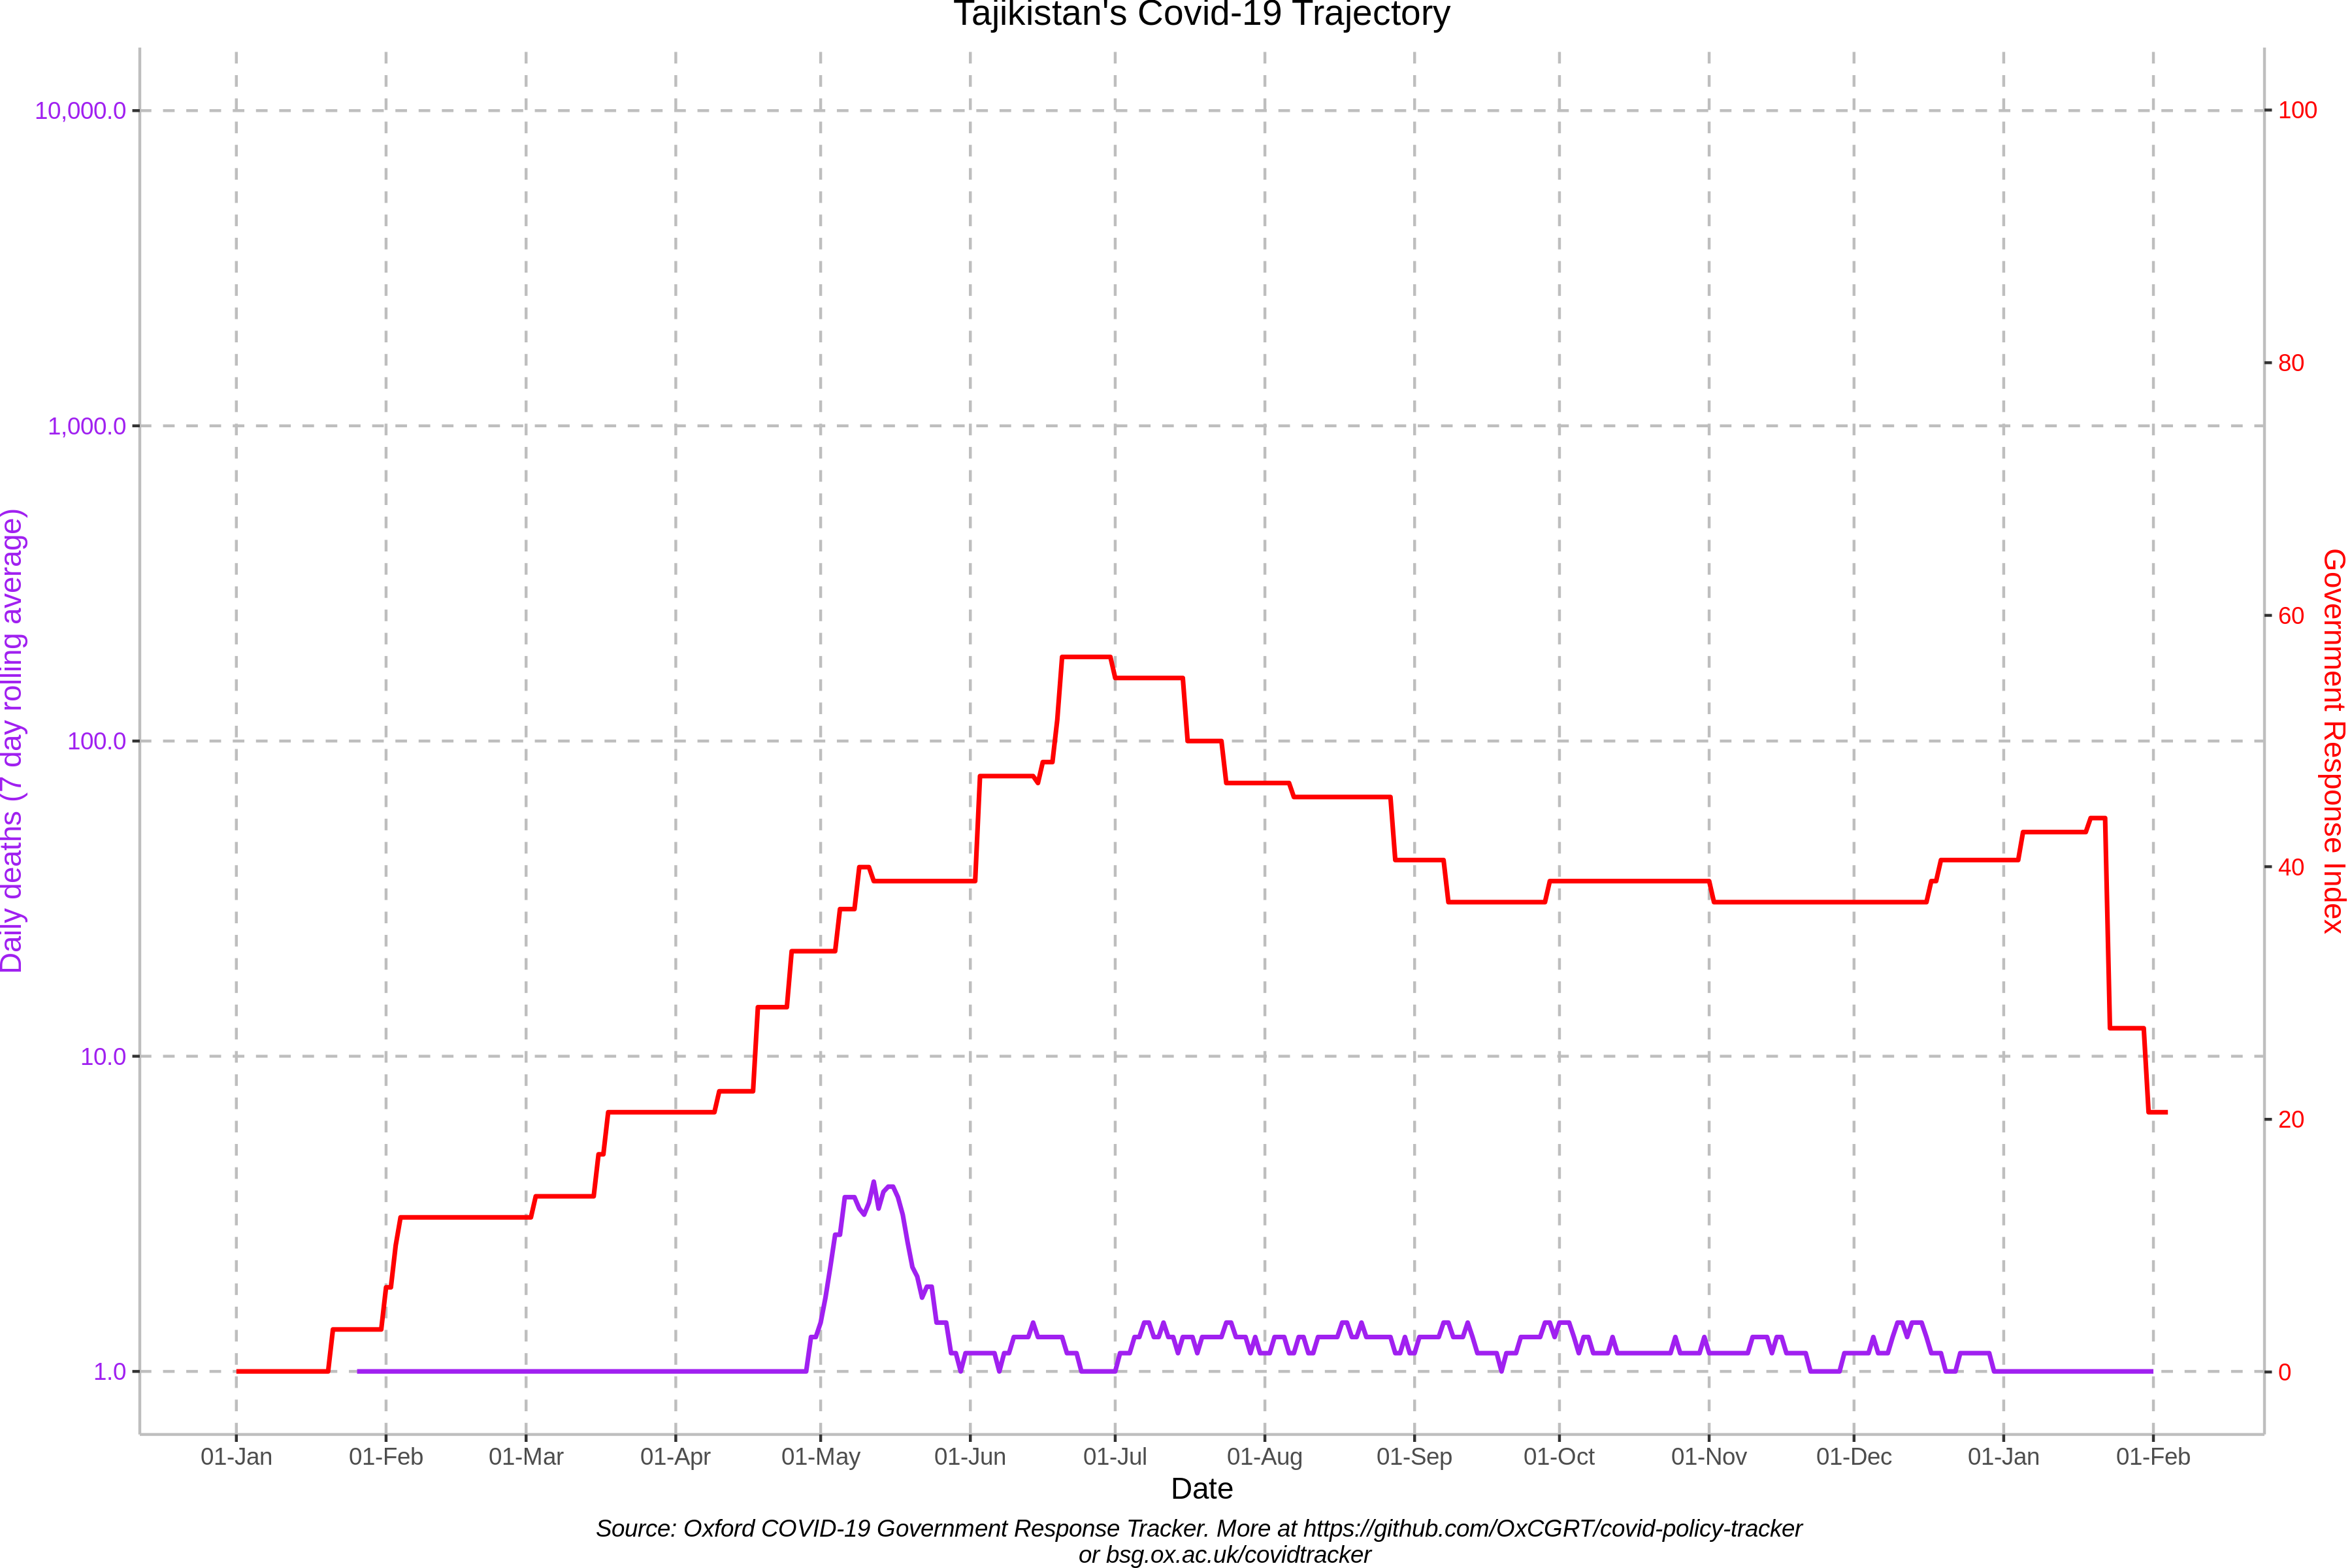 Tajikistan's Covid-19 Trajectory
10,000.0
1,000.0
100.0
10.0
1.0
Daily deaths (7 day rolling average)
100
80
60
40
20
0
Government Response Index
01-Jan 01-Feb 01-Mar 01-Apr 01-May 01-Jun 01-Jul 01-Aug 01-Sep 01-Oct 01-Nov 01-Dec 01-Jan 01-Feb
Date
Source: Oxford COVID-19 Government Response Tracker. More at https://github.com/OxCGRT/covid-policy-tracker
or bsg.ox.ac.uk/covidtracker